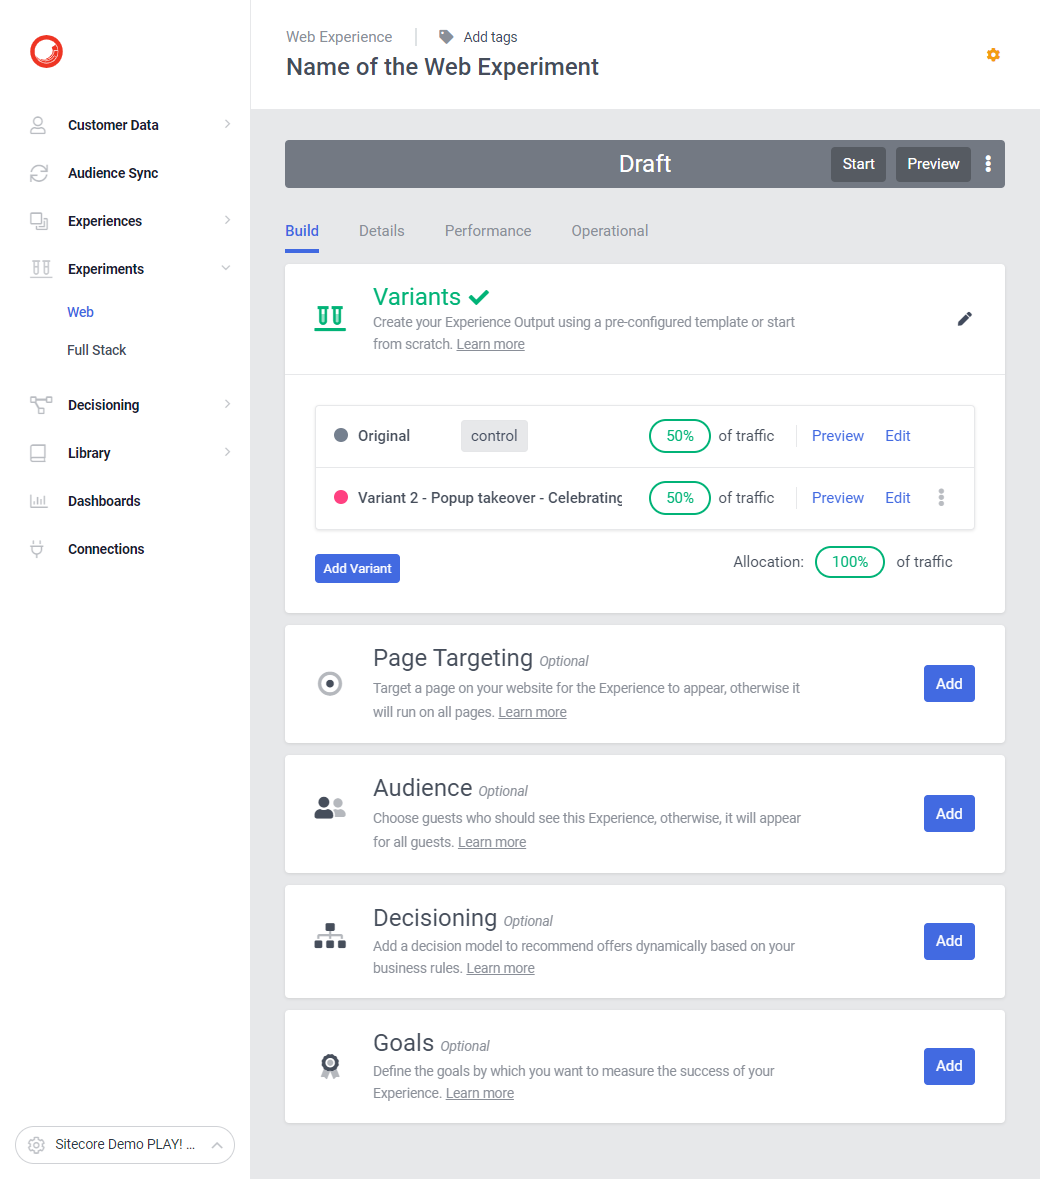 Web Experience
Add tags
Name of the Web Experiment
Customer Data
Audience Sync
Experiences
Experiments
Web
Full Stack
Decisioning
Library
Dashboards
Connections
Sitecore Demo PLAY! ...
Draft
Start
Preview
Build
Details
Performance
Operational
Variants
Create your Experience Output using a pre-configured template or start
from scratch. Learn more
Original
control
50%
of traffic
Preview
Edit
Variant 2 - Popup takeover - Celebrating
50%
of traffic
Preview
Edit
Add Variant
Allocation:
100%
of traffic
Page Targeting Optional
Target a page on your website for the Experience to appear, otherwise it
will run on all pages. Learn more
Add
Audience Optional
Choose guests who should see this Experience, otherwise, it will appear
for all guests. Learn more
Add
Decisioning Optional
Add a decision model to recommend offers dynamically based on your
business rules. Learn more
Add
Goals Optional
Define the goals by which you want to measure the success of your
Experience. Learn more
Add